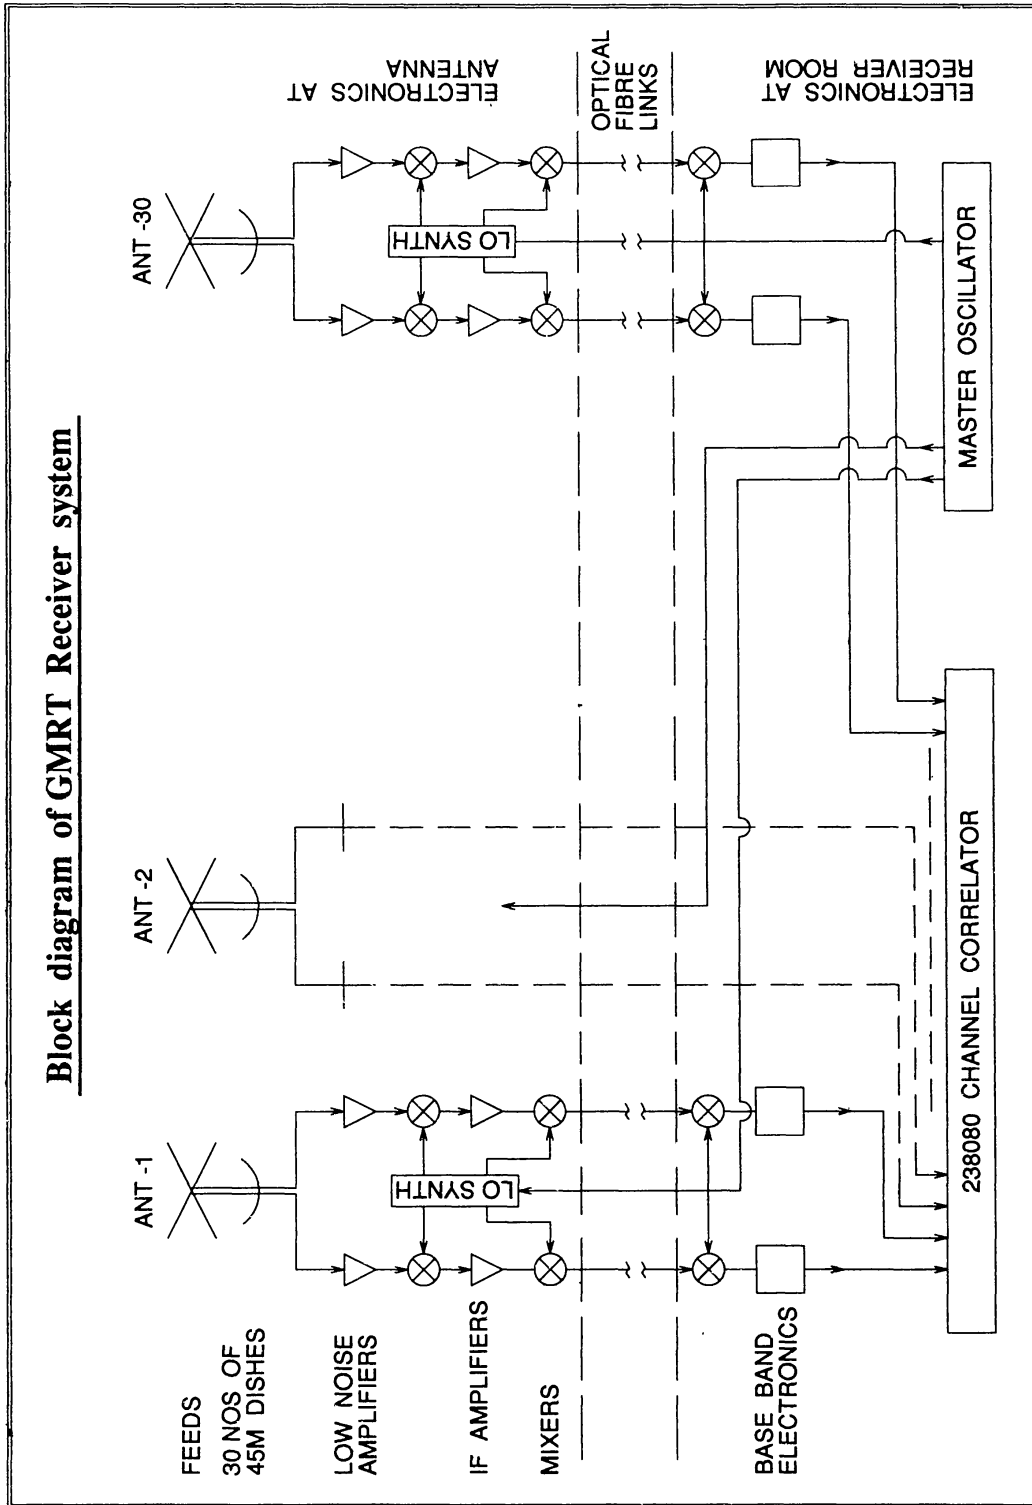 Block diagram of GMRT Receiver system
ANT -1
ANT -2
ANT -30
FEEDS
30 NOS OF
45M DISHES
LOW NOISE
AMPLIFIERS
IF AMPLIFIERS
MIXERS
BASE BAND
ELECTRONICS
LO SYNTH
LO SYNTH
ELECTRONICS AT
ANTENNA
OPTICAL
FIBRE
LINKS
ELECTRONICS AT
RECEIVER ROOM
238080 CHANNEL CORRELATOR
MASTER OSCILLATOR